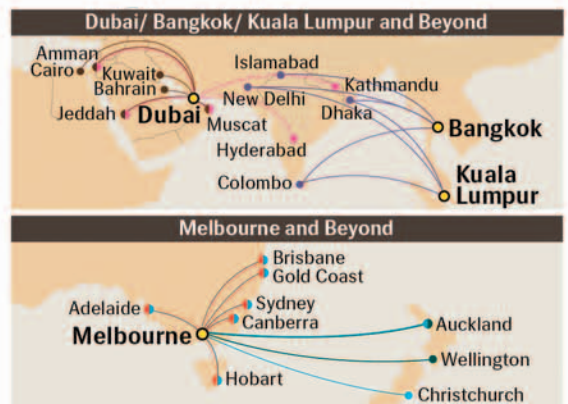 Dubai/ Bangkok/ Kuala Lumpur and Beyond
Amman
Cairo
Kuwait
Bahrain
Islamabad
Kathmandu
New Delhi
Dhaka
Jeddah
Dubai
Muscat
Hyderabad
Bangkok
Colombo
Kuala
Lumpur
Melbourne and Beyond
Brisbane
Gold Coast
Adelaide
Sydney
Canberra
Melbourne
Auckland
Wellington
Hobart
Christchurch